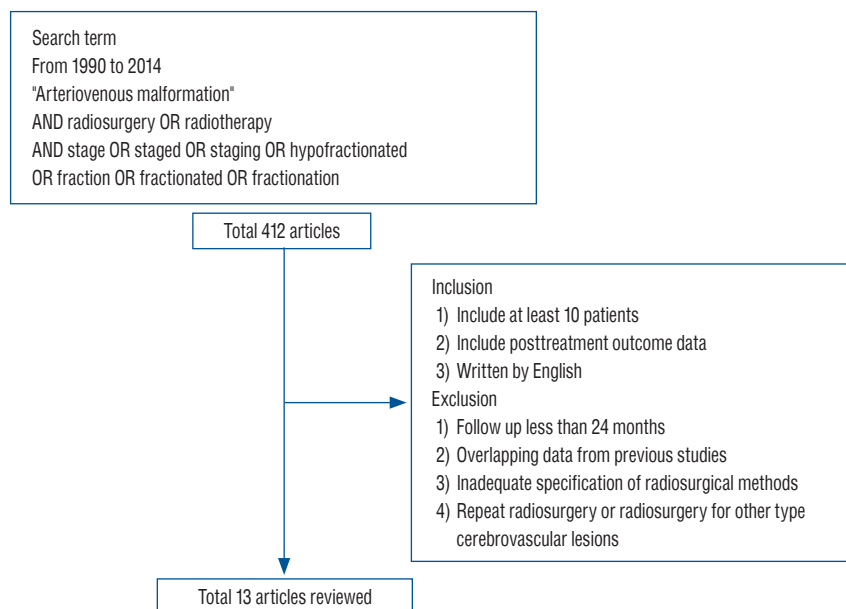 Search term
From 1990 to 2014
"Arteriovenous malformation"
AND radiosurgery OR radiotherapy
AND stage OR staged OR staging OR hypofractionated
OR fraction OR fractionated OR fractionation
Total 412 articles
Inclusion
1) Include at least 10 patients
2) Include posttreatment outcome data
3) Written by English
Exclusion
1) Follow up less than 24 months
2) Overlapping data from previous studies
3) Inadequate specification of radiosurgical methods
4) Repeat radiosurgery or radiosurgery for other type
cerebrovascular lesions
Total 13 articles reviewed